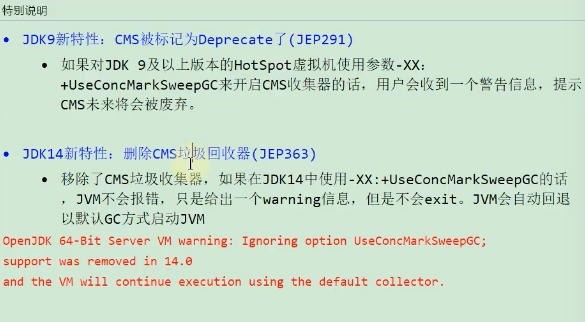 特别说明
JDK9新特性：CMS被标记为Deprecate了(JEP291)
如果对JDK 9及以上版本的HotSpot虚拟机使用参数-XX：
+UseConcMarkSweepGC来开启CMS收集器的话，用户会收到一个警告信息，提示
CMS未来将会被废弃。
JDK14新特性：删除CMS垃圾回收器(JEP363)
移除了CMS垃圾收集器，如果在JDK14中使用-XX:+UseConcMarkSweepGC的话
，JVM不会报错，只是给出一个warning信息，但是不会exit。JVM会自动回退
以默认GC方式启动JVM
OpenJDK 64-Bit Server VM warning: Ignoring option UseConcMarkSweepGC;
support was removed in 14.0
and the VM will continue execution using the default collector.